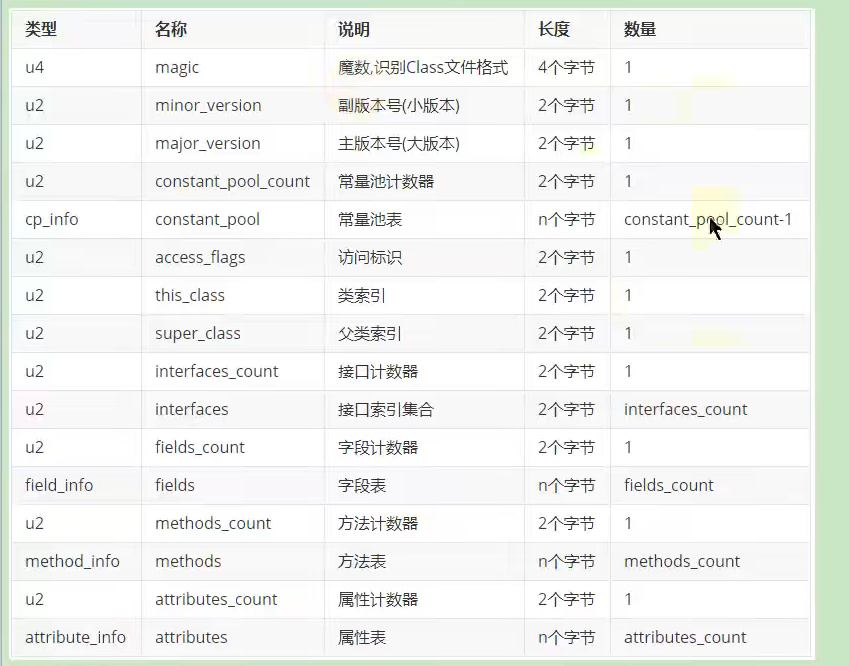 类型 名称 说明 长度 数量
u4 magic 魔数,识别Class文件格式 4个字节 1
u2 minor_version 副版本号(小版本) 2个字节 1
u2 major_version 主版本号(大版本) 2个字节 1
u2 constant_pool_count 常量池计数器 2个字节 1
cp_info constant_pool 常量池表 n个字节 constant_pool_count-1
u2 access_flags 访问标识 2个字节 1
u2 this_class 类索引 2个字节 1
u2 super_class 父类索引 2个字节 1
u2 interfaces_count 接口计数器 2个字节 1
u2 interfaces 接口索引集合 2个字节 interfaces_count
u2 fields_count 字段计数器 2个字节 1
field_info fields 字段表 n个字节 fields_count
u2 methods_count 方法计数器 2个字节 1
method_info methods 方法表 n个字节 methods_count
u2 attributes_count 属性计数器 2个字节 1
attribute_info attributes 属性表 n个字节 attributes_count